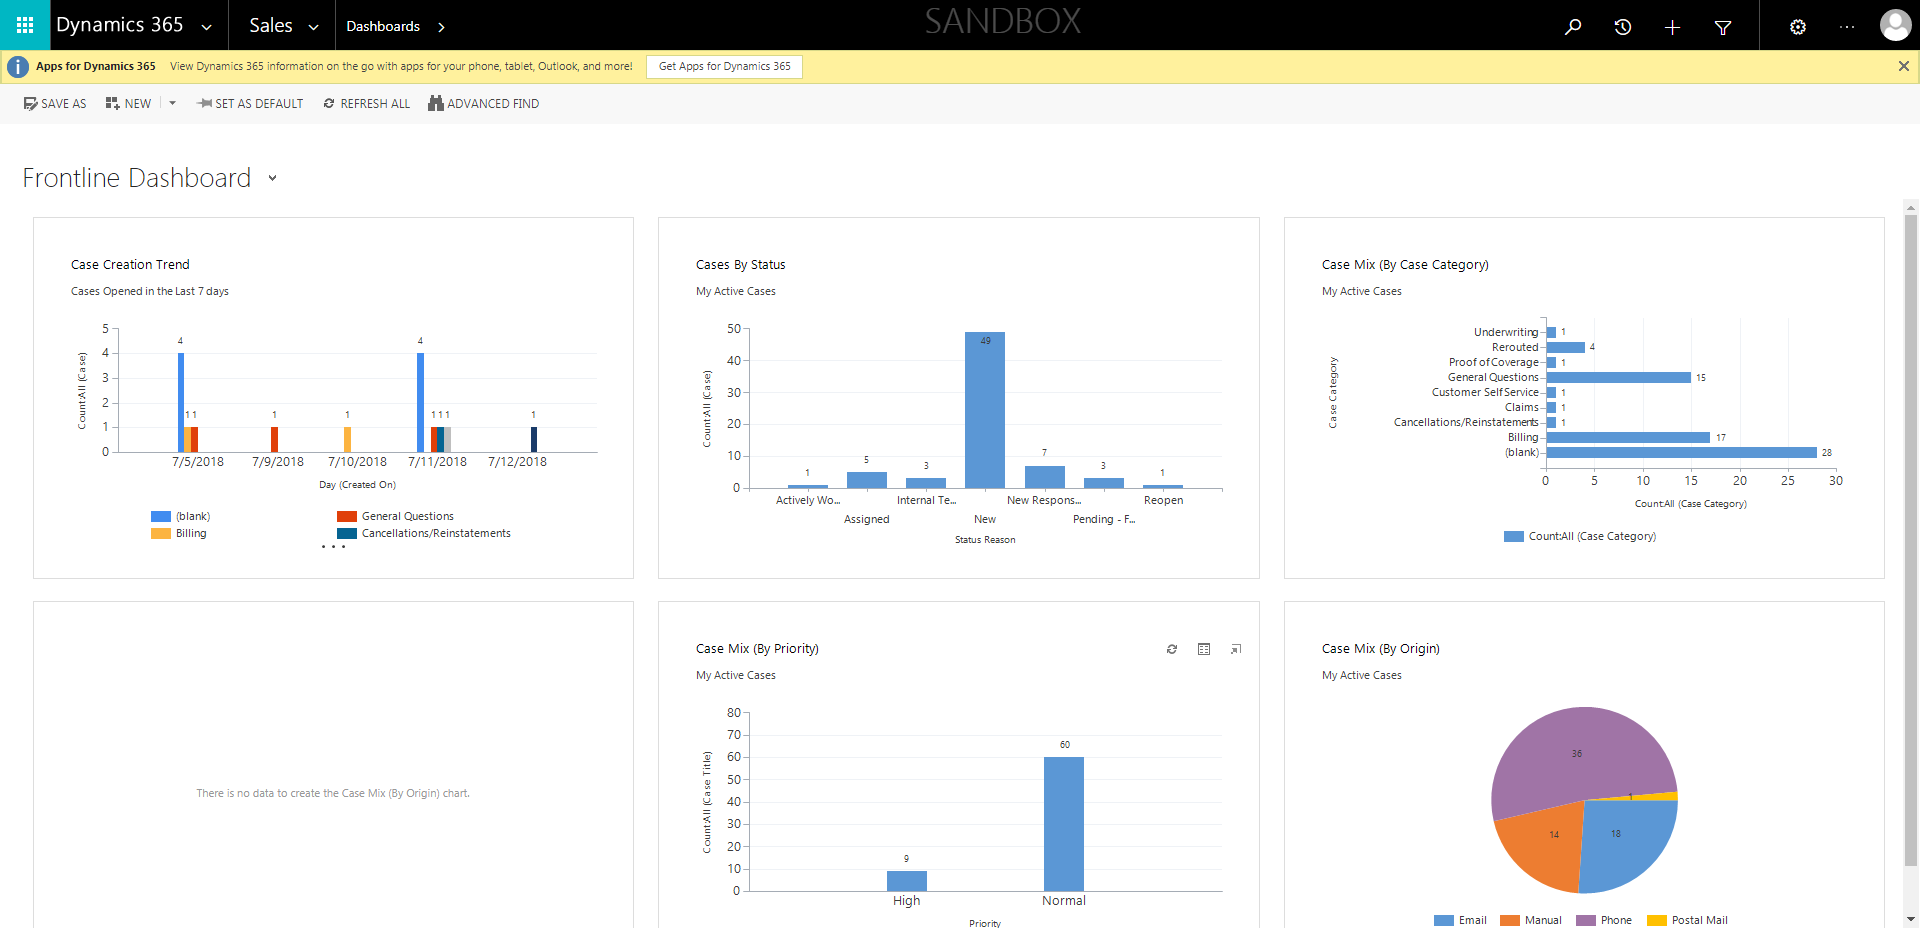 Dynamics 365 Sales Dashboards SANDBOX
Apps for Dynamics 365 View Dynamics 365 information on the go with apps for your phone, tablet, Outlook, and more! Get Apps for Dynamics 365
SAVE AS NEW SET AS DEFAULT REFRESH ALL ADVANCED FIND
Frontline Dashboard
Case Creation Trend
Cases Opened in the Last 7 days
Count:All (Case)
5
4
3
2
1
0
4
1 1
1
1
4
1 1 1
1
7/5/2018 7/9/2018 7/10/2018 7/11/2018 7/12/2018
Day (Created On)
(blank) General Questions
Billing Cancellations/Reinstatements
Cases By Status
My Active Cases
Count:All (Case)
50
40
30
20
10
0
1
5
3
49
7
3
1
Actively Wo... Internal Te... New Respons... Reopen
Assigned New Pending - F...
Status Reason
Case Mix (By Case Category)
My Active Cases
Case Category
Underwriting 1
Rerouted 4
Proof of Coverage 1
General Questions 15
Customer Self Service 1
Claims 1
Cancellations/Reinstatements 1
Billing 17
(blank) 28
0 5 10 15 20 25 30
Count:All (Case Category)
Count:All (Case Category)
There is no data to create the Case Mix (By Origin) chart.
Case Mix (By Priority)
My Active Cases
Count:All (Case Title)
80
70
60
50
40
30
20
10
0
9
60
High Normal
Priority
Case Mix (By Origin)
My Active Cases
36
1
14
18
Email Manual Phone Postal Mail